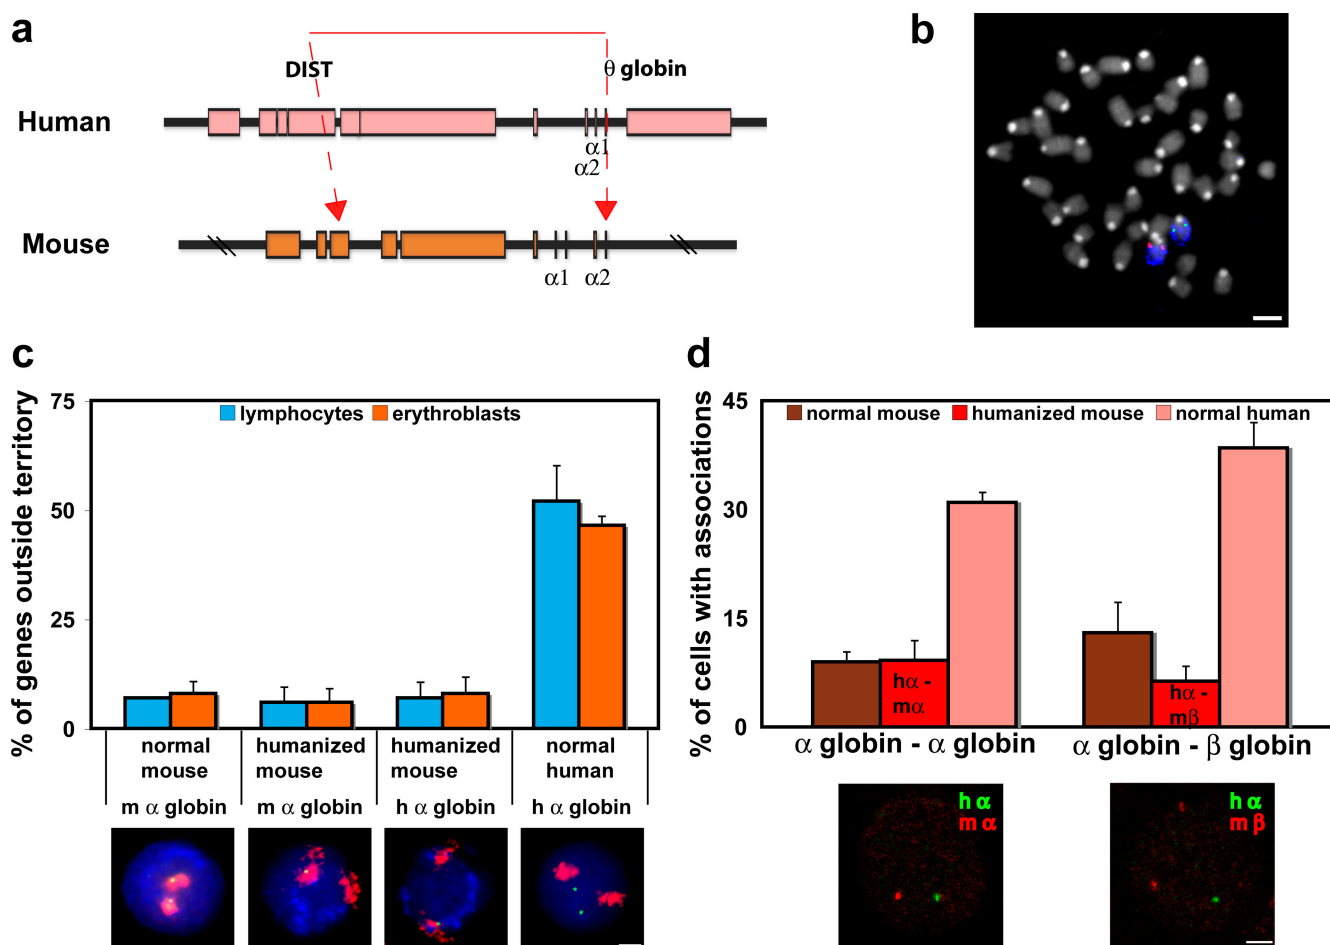 a
DIST
θ globin
Human
α1
α2
Mouse
α1
α2
b
c
% of genes outside territory
75
50
25
0
lymphocytes
erythroblasts
normal mouse
humanized mouse
humanized mouse
normal human
m α globin
m α globin
h α globin
h α globin
d
% of cells with associations
45
30
15
0
normal mouse
humanized mouse
normal human
hα - mα
hα - mβ
α globin - α globin
α globin - β globin
h α
m α
h α
m β